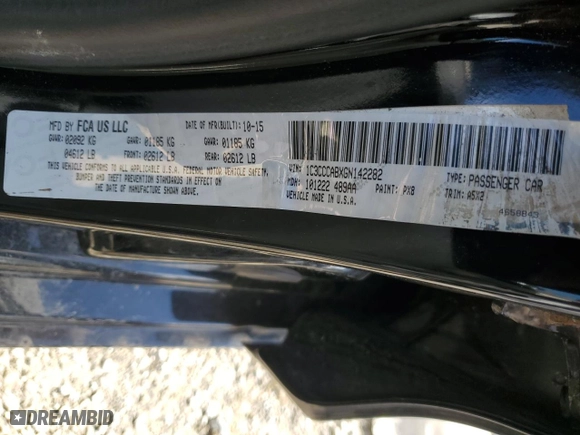 MFD BY FCA US LLC DATE OF MFR(BUILT): 10-15
GVWR: 02092 KG GAWR: 01185 KG GAWR: 01185 KG
04612 LB FRONT: 02612 LB REAR: 02612 LB
THIS VEHICLE CONFORMS TO ALL APPLICABLE U.S.A. FEDERAL MOTOR VEHICLE SAFETY,
BUMPER AND THEFT PREVENTION STANDARDS IN EFFECT
ON THE DATE OF MANUFACTURE SHOWN ABOVE.
VIN: 1C3CCCABXGN142282 TYPE: PASSENGER CAR
MDH: 101222 489AA PAINT: PX8 TRIM: A5X2
VEHICLE MADE IN U.S.A.
DREAMBID